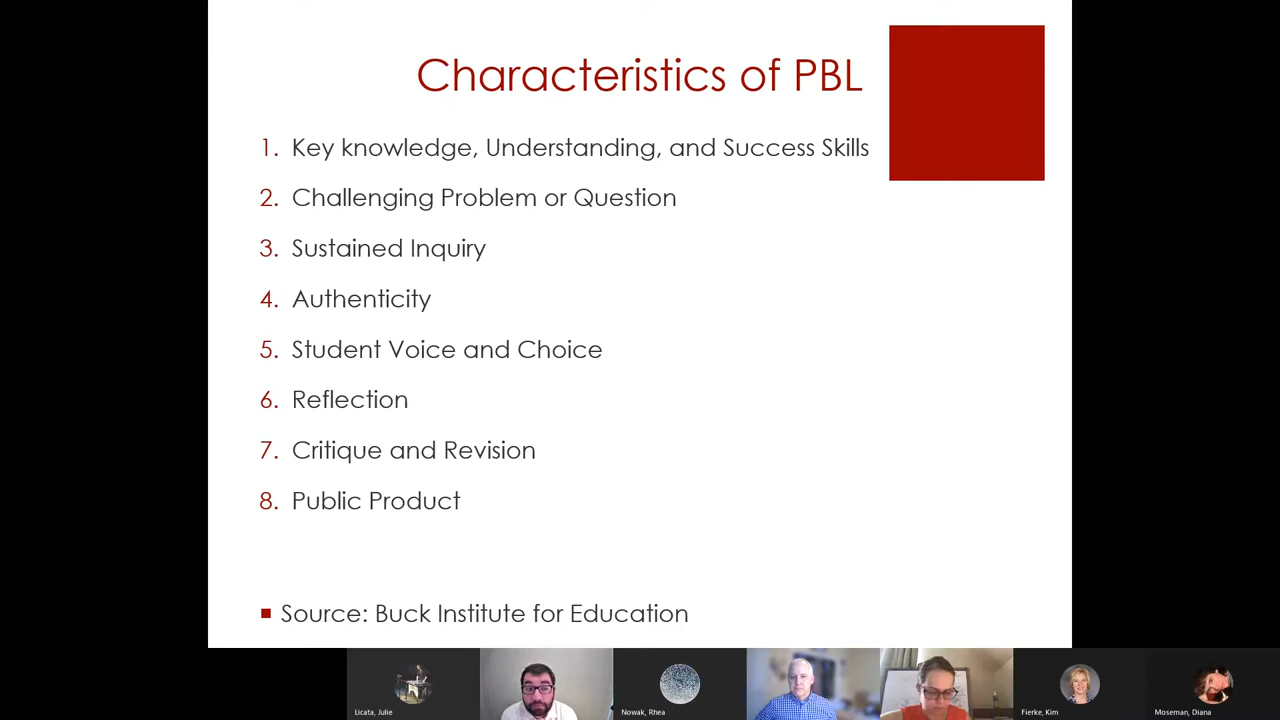 Characteristics of PBL
1. Key knowledge, Understanding, and Success Skills
2. Challenging Problem or Question
3. Sustained Inquiry
4. Authenticity
5. Student Voice and Choice
6. Reflection
7. Critique and Revision
8. Public Product
Source: Buck Institute for Education
Licata, Julie
Nowak, Rhea
Fierke, Kim
Moseman, Diana